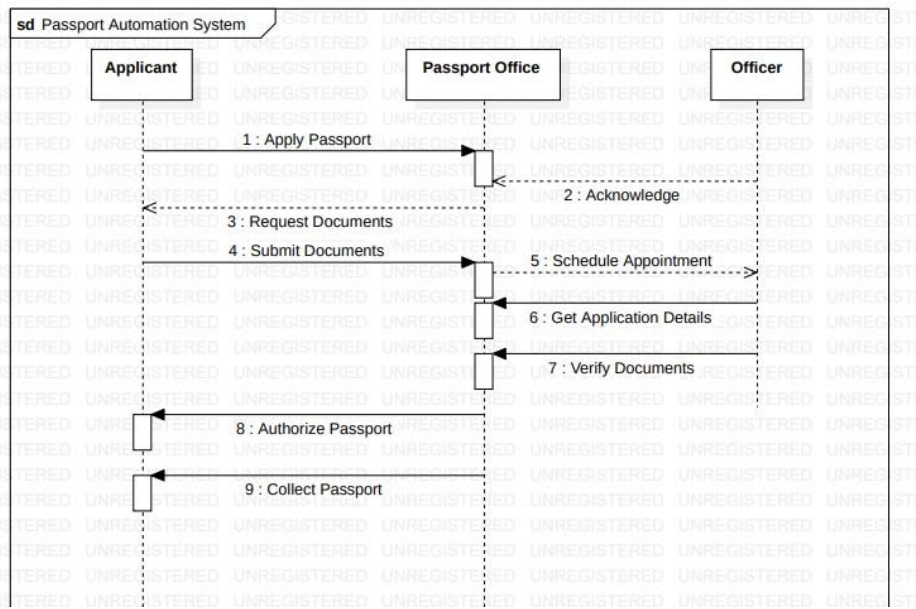 sd Passport Automation System
Applicant
Passport Office
Officer
1 : Apply Passport
2 : Acknowledge
3 : Request Documents
4 : Submit Documents
5 : Schedule Appointment
6 : Get Application Details
7 : Verify Documents
8 : Authorize Passport
9 : Collect Passport
UNREGISTERED